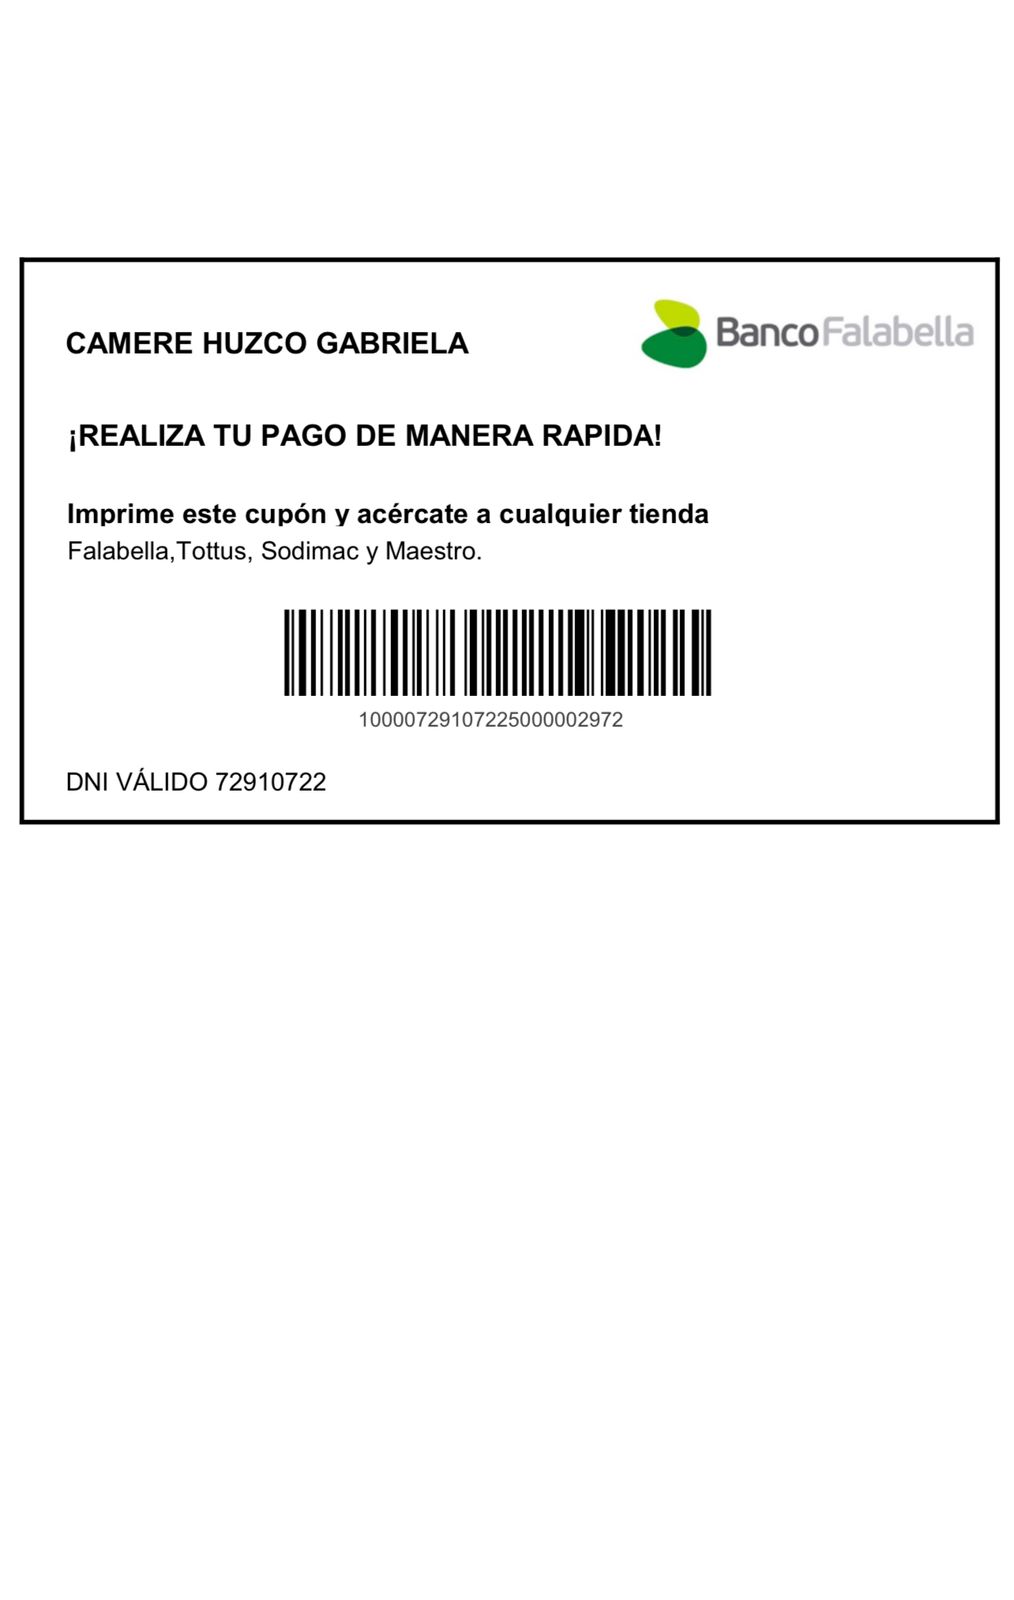 CAMERE HUZCO GABRIELA
BancoFalabella
¡REALIZA TU PAGO DE MANERA RAPIDA!
Imprime este cupón y acércate a cualquier tienda
Falabella,Tottus, Sodimac y Maestro.
10000729107225000002972
DNI VÁLIDO 72910722